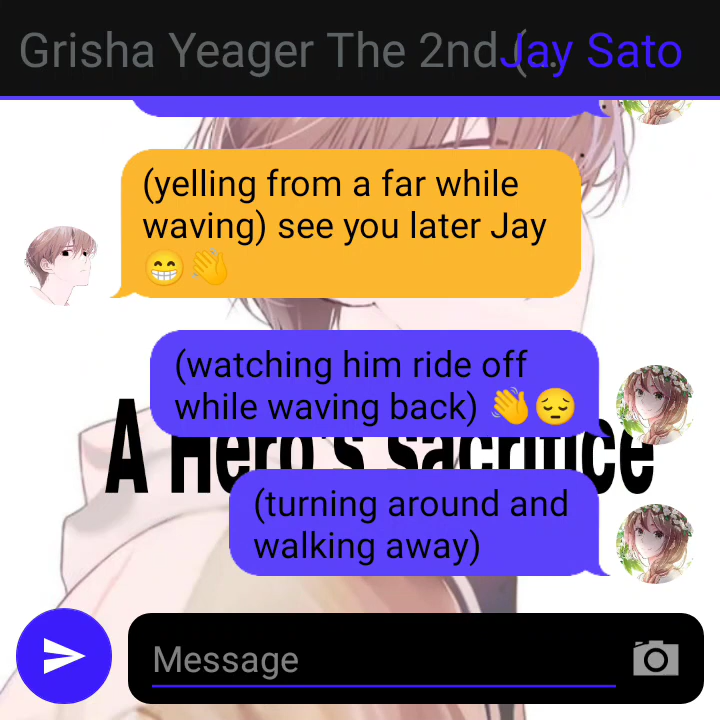 Grisha Yeager The 2nd (.. Jay Sato
(yelling from a far while
waving) see you later Jay
😁👋
(watching him ride off
while waving back) 👋😔
A Hero's Sacrifice
(turning around and
walking away)
Message